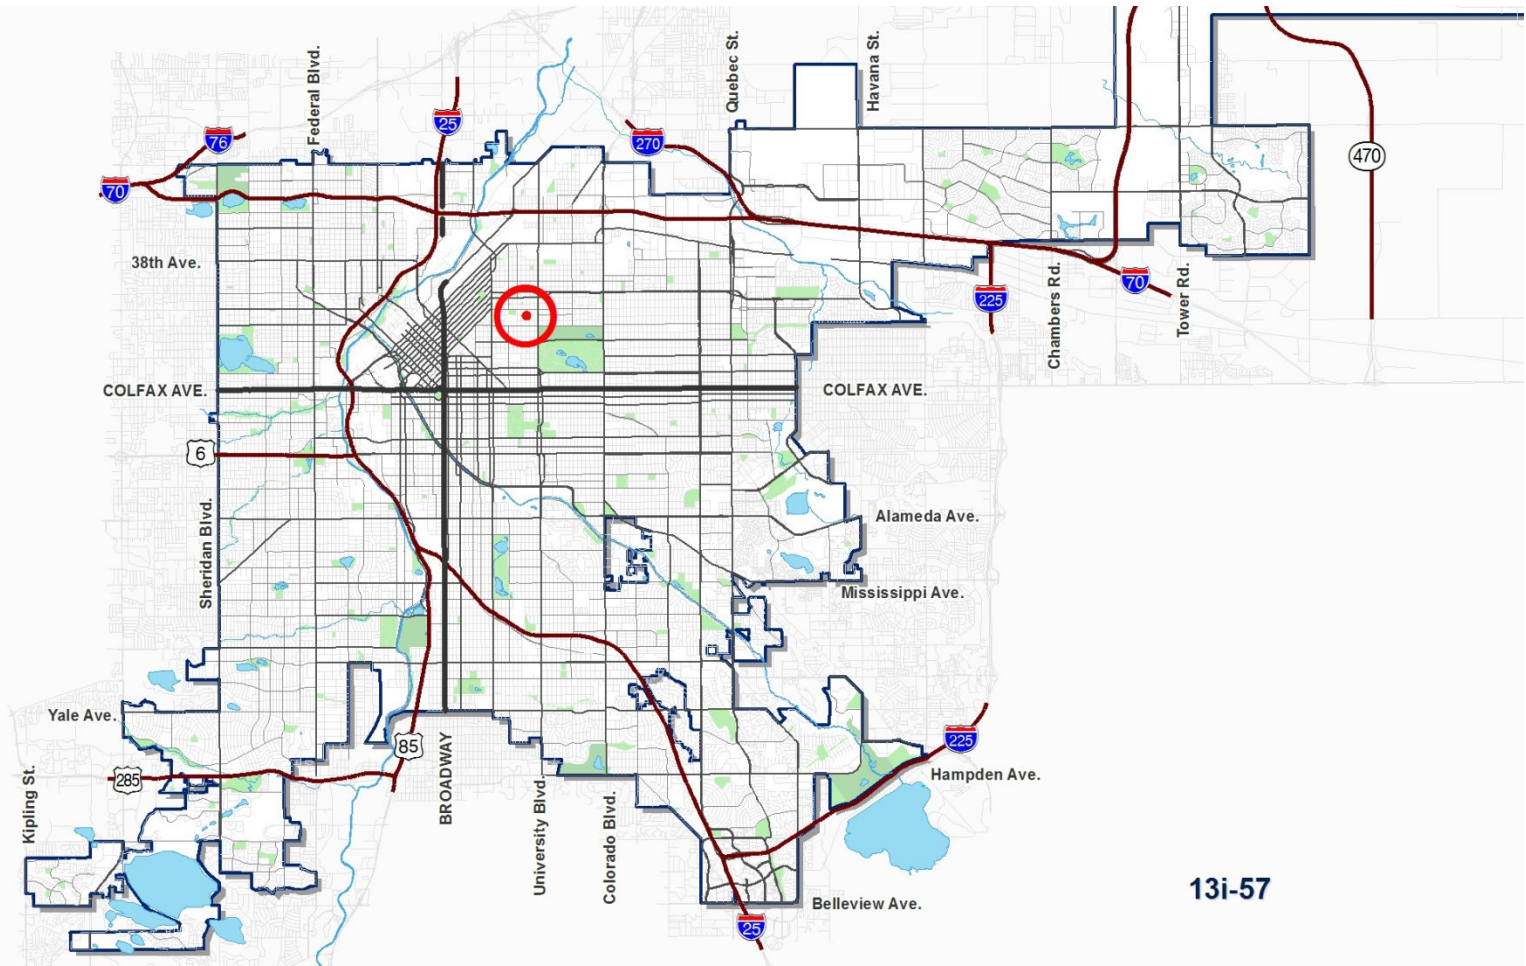 Federal Blvd.
Quebec St.
Havana St.
25
76
270
470
70
38th Ave.
225
Chambers Rd.
70
Tower Rd.
COLFAX AVE.
COLFAX AVE.
6
Sheridan Blvd.
Alameda Ave.
Mississippi Ave.
Yale Ave.
85
BROADWAY
225
285
Hampden Ave.
Kipling St.
University Blvd.
Colorado Blvd.
13i-57
Belleview Ave.
25